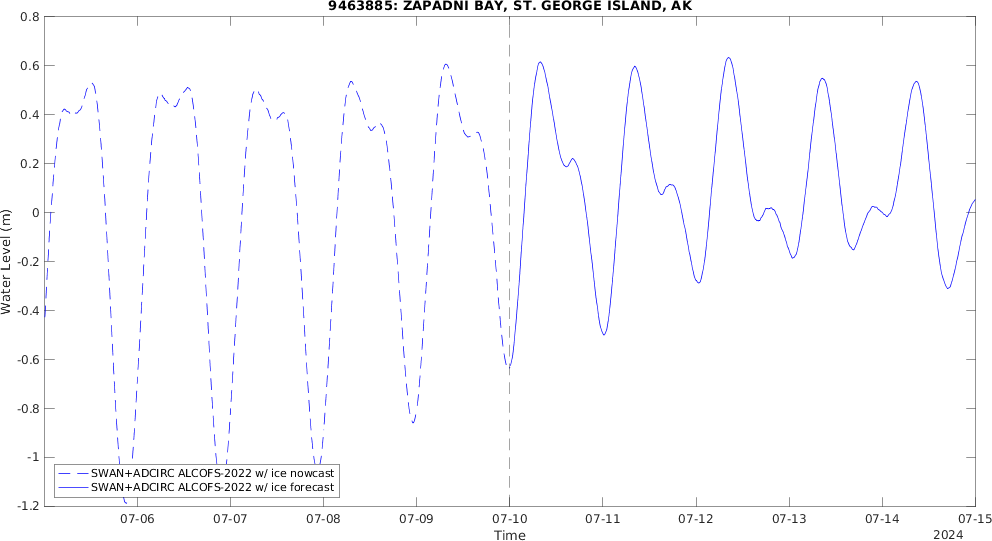 9463885: ZAPADNI BAY, ST. GEORGE ISLAND, AK
0.8
0.6
0.4
0.2
0
-0.2
-0.4
-0.6
-0.8
-1
-1.2
Water Level (m)
SWAN+ADCIRC ALCOFS-2022 w/ ice nowcast
SWAN+ADCIRC ALCOFS-2022 w/ ice forecast
07-06 07-07 07-08 07-09 07-10 07-11 07-12 07-13 07-14 07-15
Time
2024